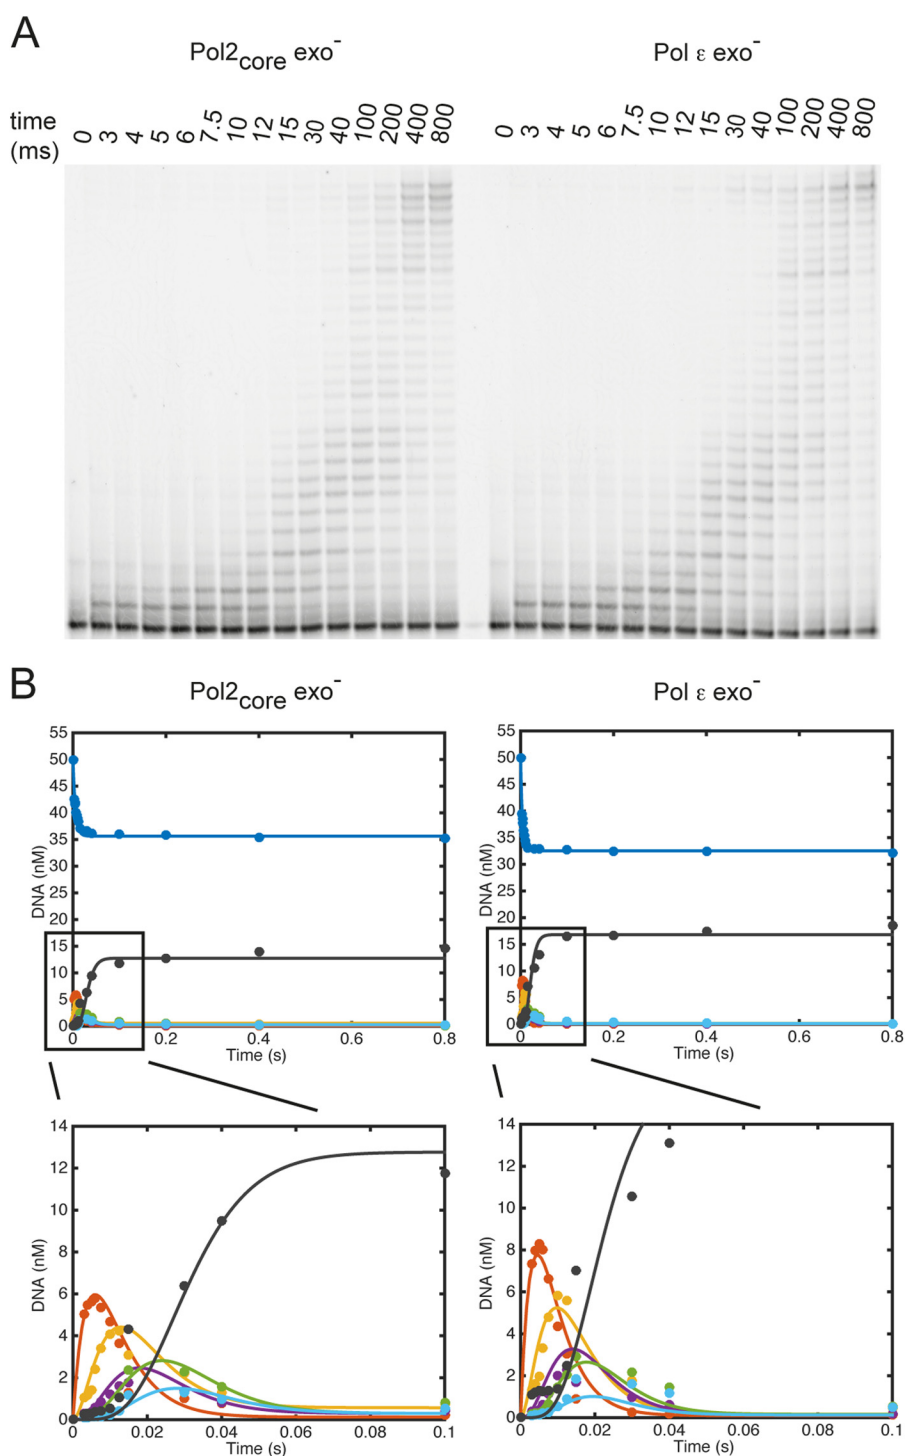 A
Pol2core exo-
Pol ε exo-
time (ms)
0 3 4 5 6 7.5 10 12 15 30 40 100 200 400 800
0 3 4 5 6 7.5 10 12 15 30 40 100 200 400 800
B
Pol2core exo-
Pol ε exo-
DNA (nM)
55
50
45
40
35
30
25
20
15
10
5
0
0 0.2 0.4 0.6 0.8
Time (s)
DNA (nM)
55
50
45
40
35
30
25
20
15
10
5
0
0 0.2 0.4 0.6 0.8
Time (s)
DNA (nM)
14
12
10
8
6
4
2
0
0 0.02 0.04 0.06 0.08 0.1
Time (s)
DNA (nM)
14
12
10
8
6
4
2
0
0 0.02 0.04 0.06 0.08 0.1
Time (s)